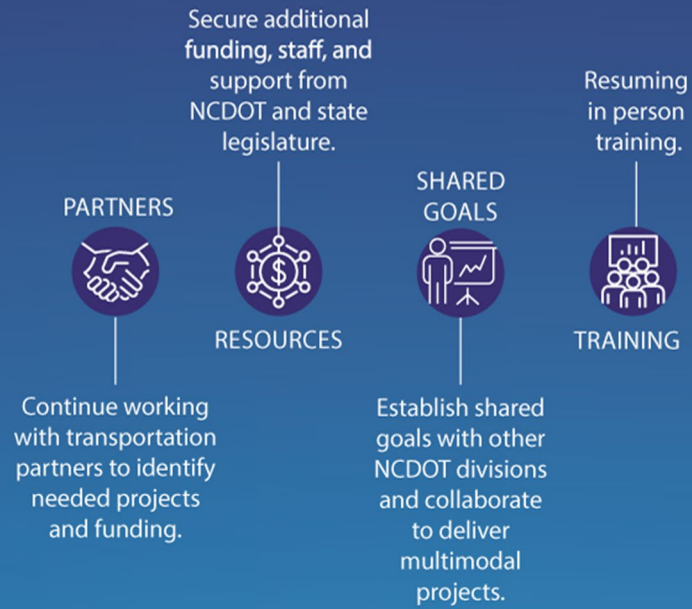 PARTNERS
Continue working
with transportation
partners to identify
needed projects
and funding.
Secure additional
funding, staff, and
support from
NCDOT and state
legislature.
RESOURCES
SHARED
GOALS
Establish shared
goals with other
NCDOT divisions
and collaborate
to deliver
multimodal
projects.
Resuming
in person
training.
TRAINING